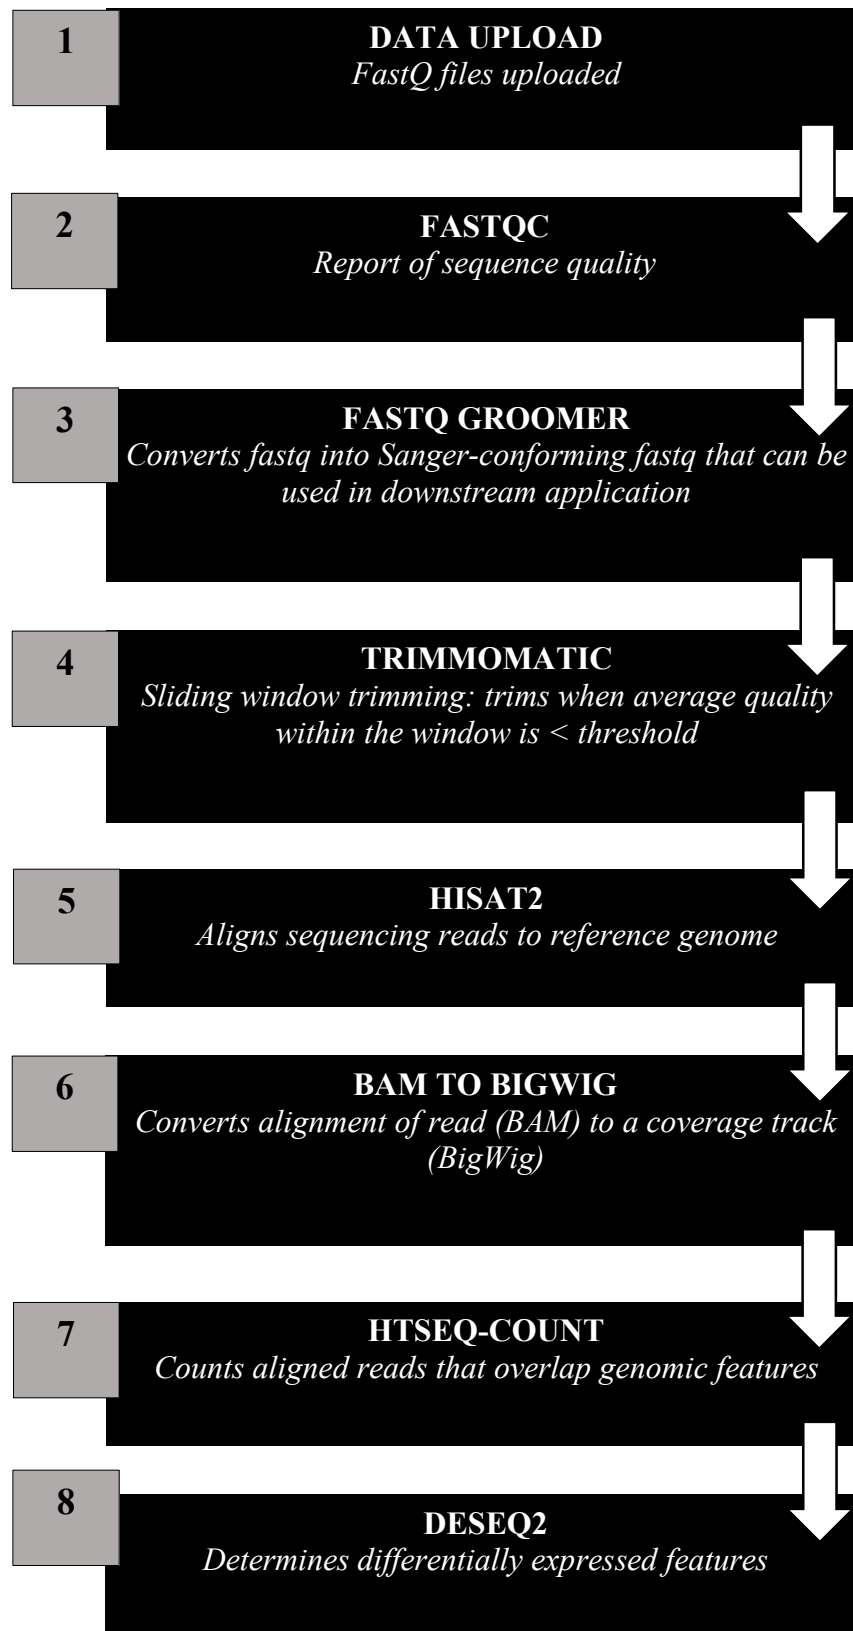 1
DATA UPLOAD
FastQ files uploaded
2
FASTQC
Report of sequence quality
3
FASTQ GROOMER
Converts fastq into Sanger-conforming fastq that can be
used in downstream application
4
TRIMMOMATIC
Sliding window trimming: trims when average quality
within the window is < threshold
5
HISAT2
Aligns sequencing reads to reference genome
6
BAM TO BIGWIG
Converts alignment of read (BAM) to a coverage track
(BigWig)
7
HTSEQ-COUNT
Counts aligned reads that overlap genomic features
8
DESEQ2
Determines differentially expressed features